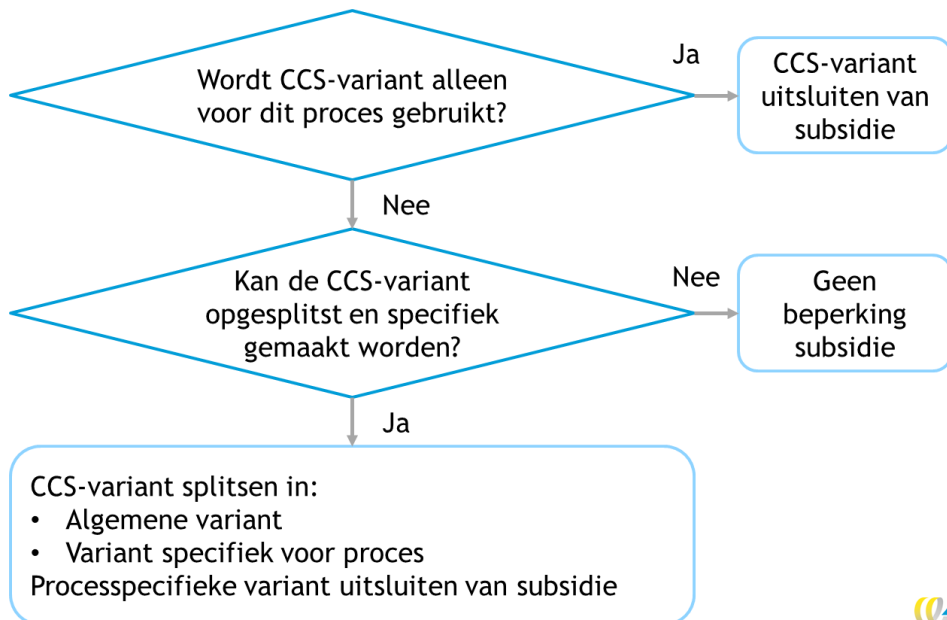 Wordt CCS-variant alleen
voor dit proces gebruikt?
Ja
CCS-variant
uitsluiten van
subsidie
Nee
Kan de CCS-variant
opgesplitst en specifiek
gemaakt worden?
Nee
Geen
beperking
subsidie
Ja
CCS-variant splitsen in:
• Algemene variant
• Variant specifiek voor proces
Processpecifieke variant uitsluiten van subsidie